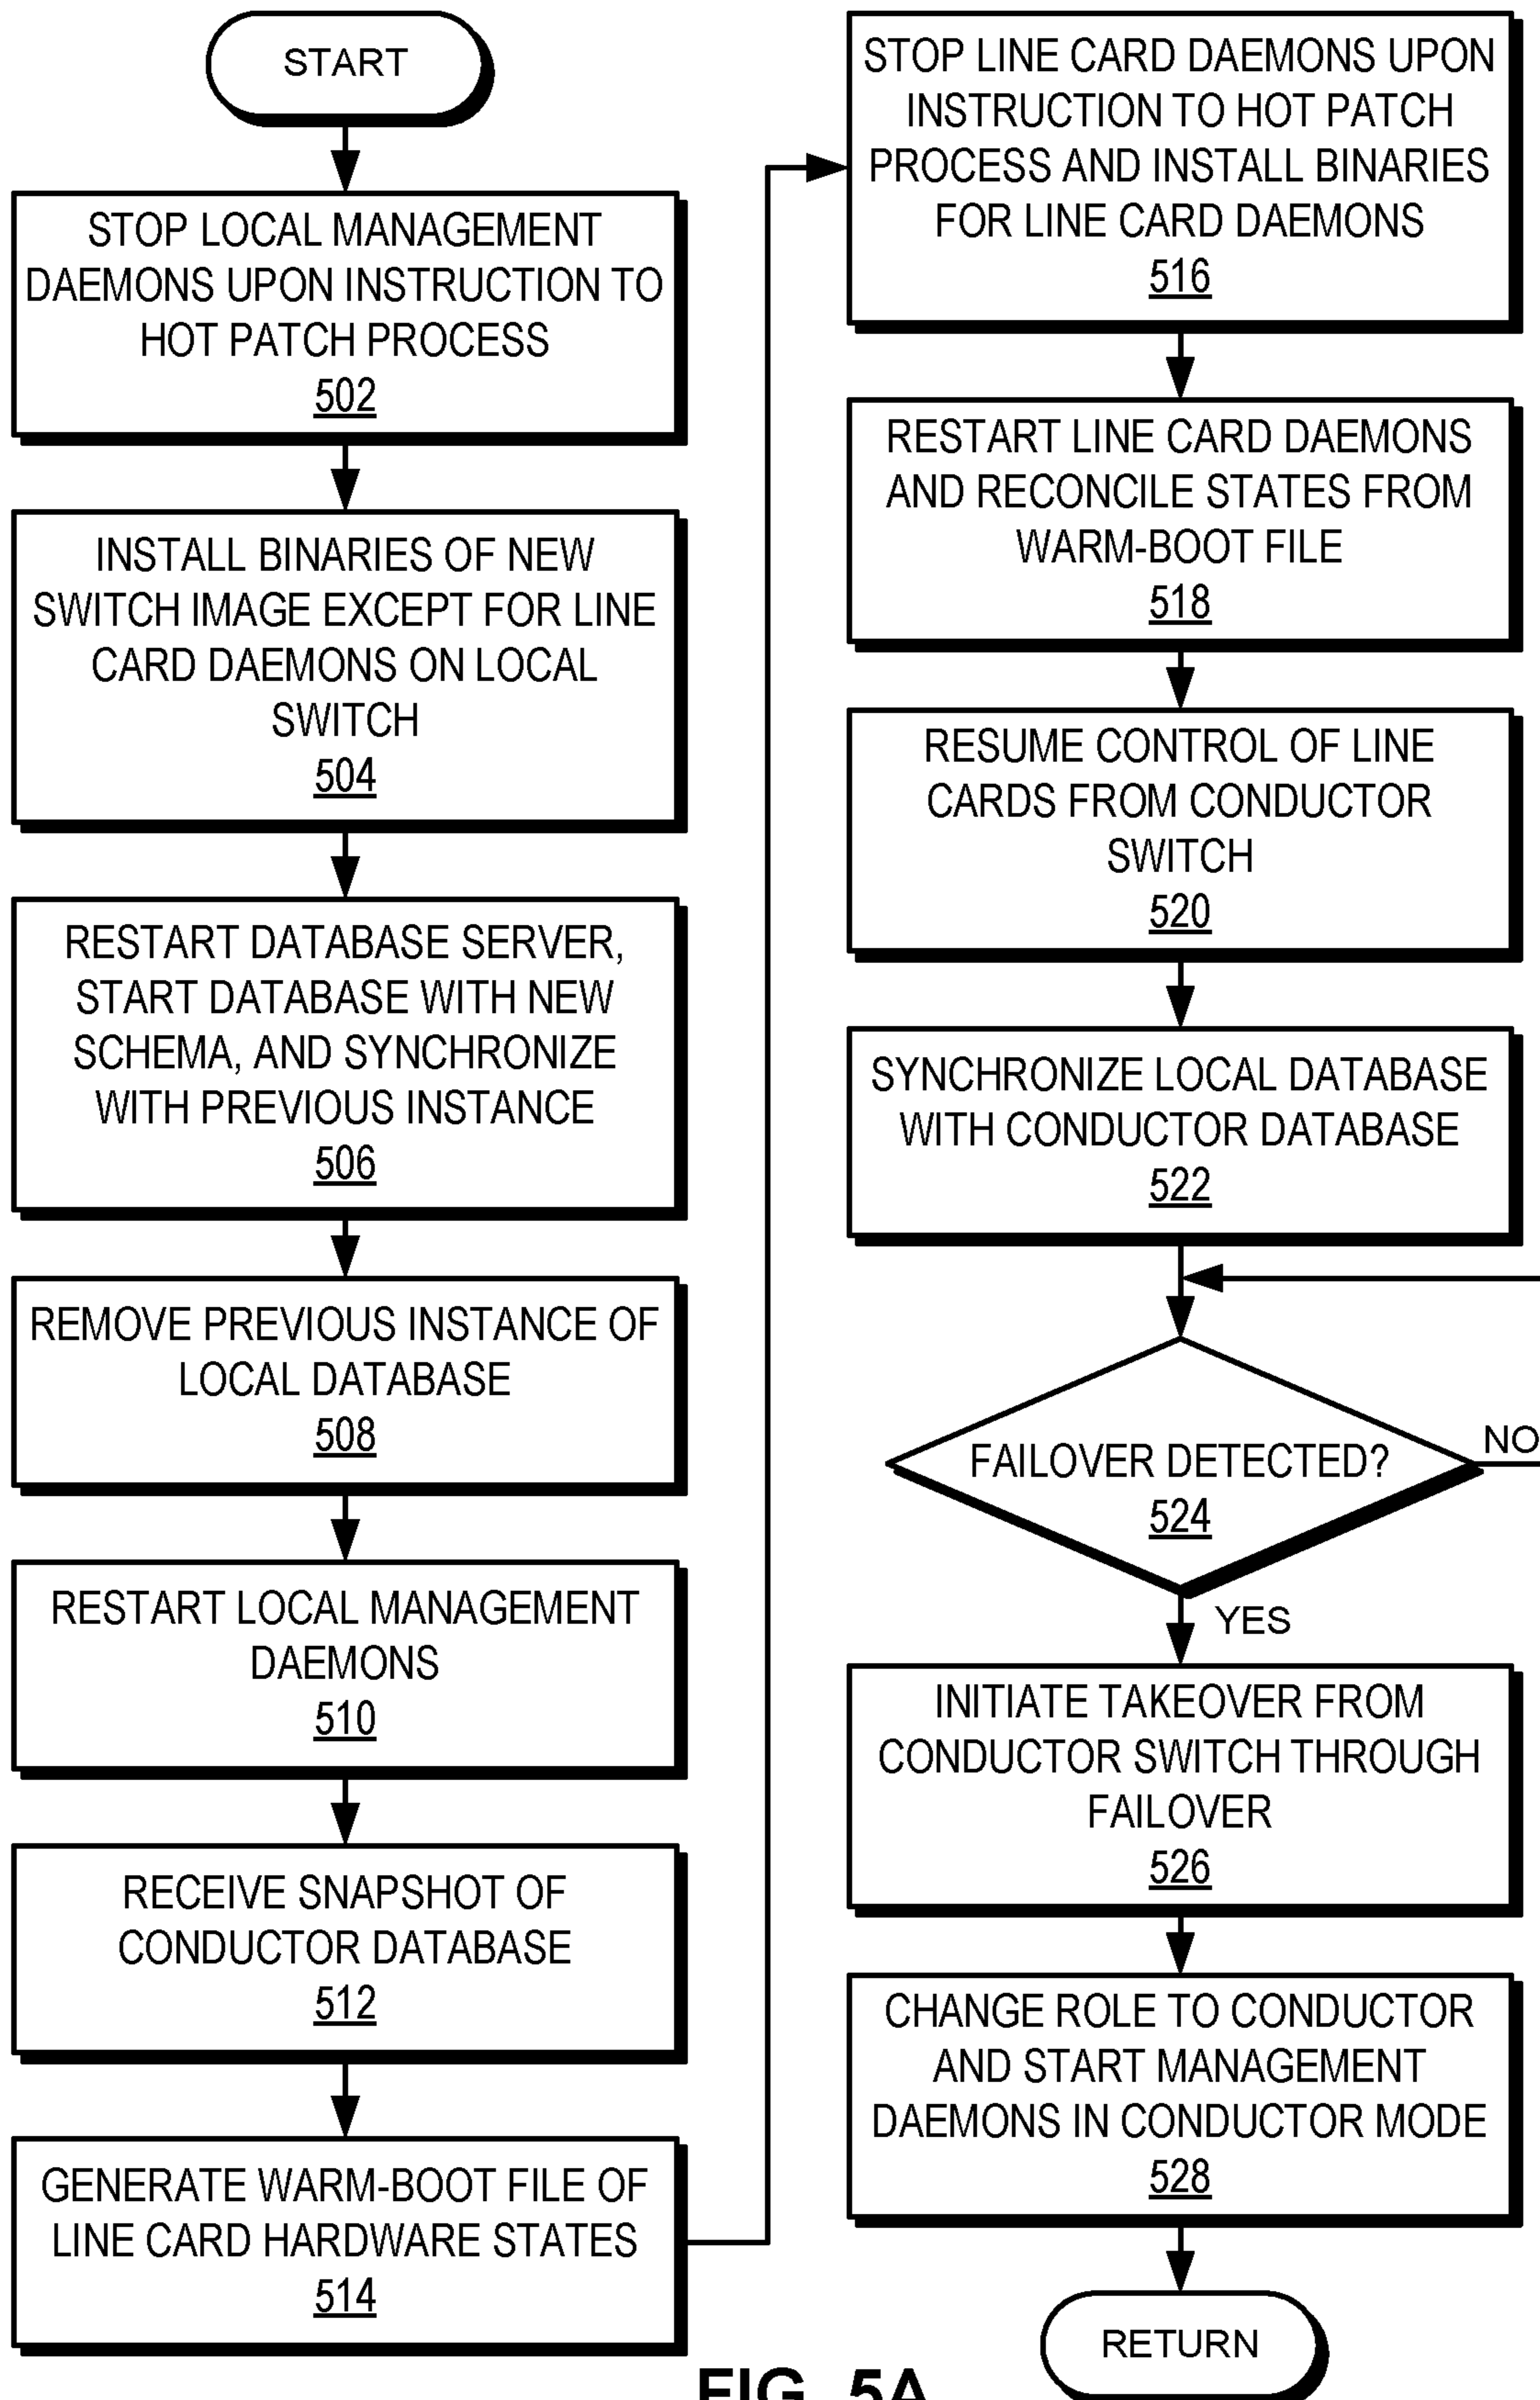 START
STOP LOCAL MANAGEMENT
DAEMONS UPON INSTRUCTION TO
HOT PATCH PROCESS
502
INSTALL BINARIES OF NEW
SWITCH IMAGE EXCEPT FOR LINE
CARD DAEMONS ON LOCAL
SWITCH
504
RESTART DATABASE SERVER,
START DATABASE WITH NEW
SCHEMA, AND SYNCHRONIZE
WITH PREVIOUS INSTANCE
506
REMOVE PREVIOUS INSTANCE OF
LOCAL DATABASE
508
RESTART LOCAL MANAGEMENT
DAEMONS
510
RECEIVE SNAPSHOT OF
CONDUCTOR DATABASE
512
GENERATE WARM-BOOT FILE OF
LINE CARD HARDWARE STATES
514
STOP LINE CARD DAEMONS UPON
INSTRUCTION TO HOT PATCH
PROCESS AND INSTALL BINARIES
FOR LINE CARD DAEMONS
516
RESTART LINE CARD DAEMONS
AND RECONCILE STATES FROM
WARM-BOOT FILE
518
RESUME CONTROL OF LINE
CARDS FROM CONDUCTOR
SWITCH
520
SYNCHRONIZE LOCAL DATABASE
WITH CONDUCTOR DATABASE
522
FAILOVER DETECTED?
524
NO
YES
INITIATE TAKEOVER FROM
CONDUCTOR SWITCH THROUGH
FAILOVER
526
CHANGE ROLE TO CONDUCTOR
AND START MANAGEMENT
DAEMONS IN CONDUCTOR MODE
528
RETURN
FIG. 5A